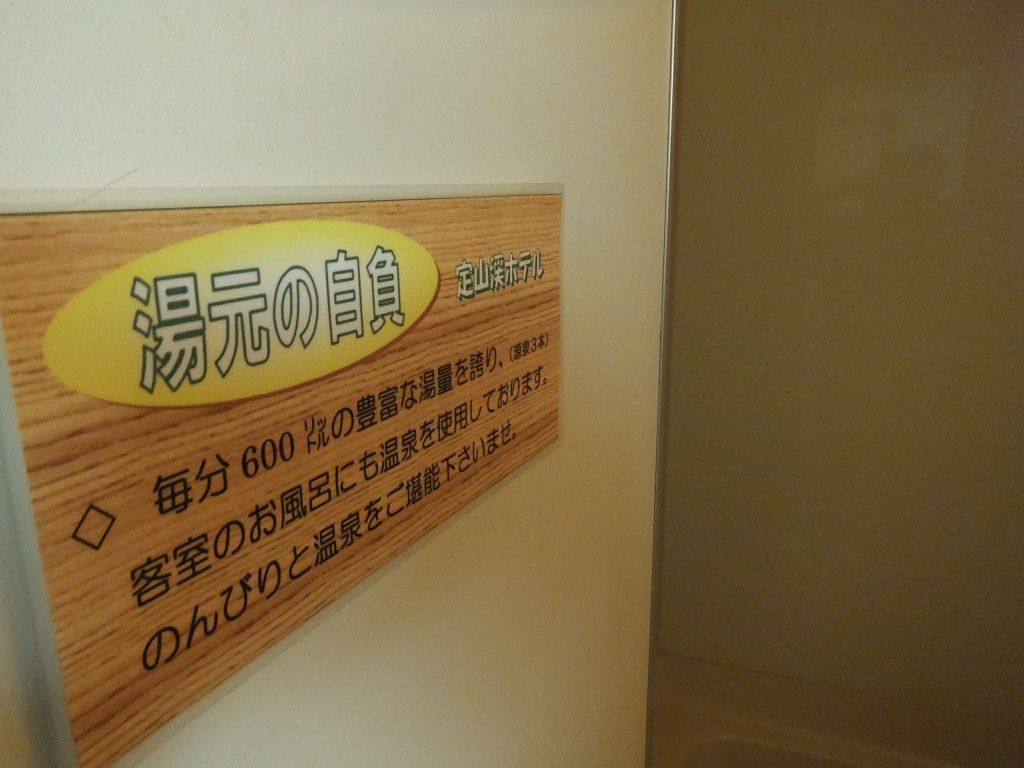 湯元の自負
定山渓ホテル
◇ 毎分600㍑の豊富な湯量を誇り、(源泉3本)
客室のお風呂にも温泉を使用しております。
のんびりと温泉をご堪能下さいませ。